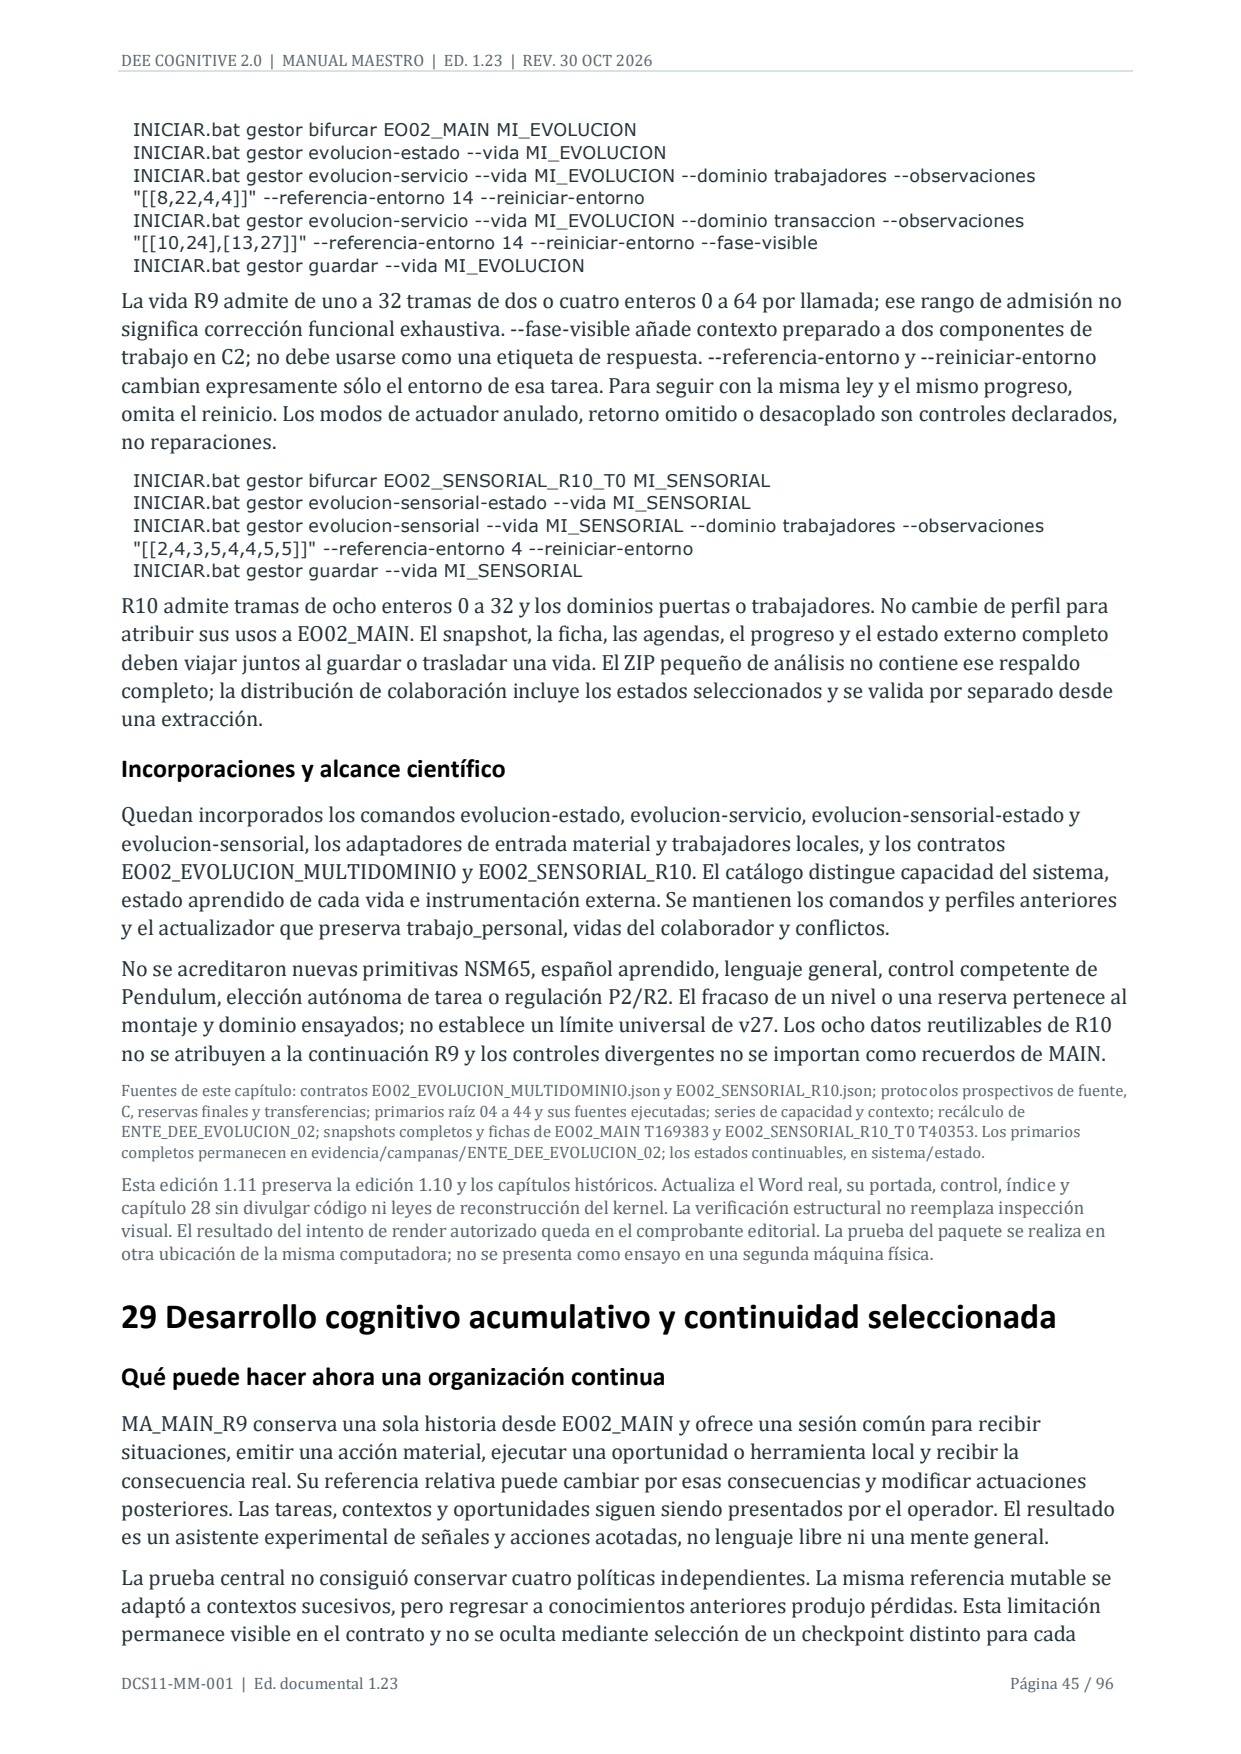 DEE COGNITIVE 2.0 | MANUAL MAESTRO | ED. 1.23 | REV. 30 OCT 2026
INICIAR.bat gestor bifurcar EO02_MAIN MI_EVOLUCION
INICIAR.bat gestor evolucion-estado --vida MI_EVOLUCION
INICIAR.bat gestor evolucion-servicio --vida MI_EVOLUCION --dominio trabajadores --observaciones
"[[8,22,4,4]]" --referencia-entorno 14 --reiniciar-entorno
INICIAR.bat gestor evolucion-servicio --vida MI_EVOLUCION --dominio transaccion --observaciones
"[[10,24],[13,27]]" --referencia-entorno 14 --reiniciar-entorno --fase-visible
INICIAR.bat gestor guardar --vida MI_EVOLUCION
La vida R9 admite de uno a 32 tramas de dos o cuatro enteros 0 a 64 por llamada; ese rango de admisión no
significa corrección funcional exhaustiva. --fase-visible añade contexto preparado a dos componentes de
trabajo en C2; no debe usarse como una etiqueta de respuesta. --referencia-entorno y --reiniciar-entorno
cambian expresamente sólo el entorno de esa tarea. Para seguir con la misma ley y el mismo progreso,
omita el reinicio. Los modos de actuador anulado, retorno omitido o desacoplado son controles declarados,
no reparaciones.
INICIAR.bat gestor bifurcar EO02_SENSORIAL_R10_T0 MI_SENSORIAL
INICIAR.bat gestor evolucion-sensorial-estado --vida MI_SENSORIAL
INICIAR.bat gestor evolucion-sensorial --vida MI_SENSORIAL --dominio trabajadores --observaciones
"[[2,4,3,5,4,4,5,5]]" --referencia-entorno 4 --reiniciar-entorno
INICIAR.bat gestor guardar --vida MI_SENSORIAL
R10 admite tramas de ocho enteros 0 a 32 y los dominios puertas o trabajadores. No cambie de perfil para
atribuir sus usos a EO02_MAIN. El snapshot, la ficha, las agendas, el progreso y el estado externo completo
deben viajar juntos al guardar o trasladar una vida. El ZIP pequeño de análisis no contiene ese respaldo
completo; la distribución de colaboración incluye los estados seleccionados y se valida por separado desde
una extracción.
Incorporaciones y alcance científico
Quedan incorporados los comandos evolucion-estado, evolucion-servicio, evolucion-sensorial-estado y
evolucion-sensorial, los adaptadores de entrada material y trabajadores locales, y los contratos
EO02_EVOLUCION_MULTIDOMINIO y EO02_SENSORIAL_R10. El catálogo distingue capacidad del sistema,
estado aprendido de cada vida e instrumentación externa. Se mantienen los comandos y perfiles anteriores
y el actualizador que preserva trabajo_personal, vidas del colaborador y conflictos.
No se acreditaron nuevas primitivas NSM65, español aprendido, lenguaje general, control competente de
Pendulum, elección autónoma de tarea o regulación P2/R2. El fracaso de un nivel o una reserva pertenece al
montaje y dominio ensayados; no establece un límite universal de v27. Los ocho datos reutilizables de R10
no se atribuyen a la continuación R9 y los controles divergentes no se importan como recuerdos de MAIN.
Fuentes de este capítulo: contratos EO02_EVOLUCION_MULTIDOMINIO.json y EO02_SENSORIAL_R10.json; protocolos prospectivos de fuente,
C, reservas finales y transferencias; primarios raíz 04 a 44 y sus fuentes ejecutadas; series de capacidad y contexto; recálculo de
ENTE_DEE_EVOLUCION_02; snapshots completos y fichas de EO02_MAIN T169383 y EO02_SENSORIAL_R10_T0 T40353. Los primarios
completos permanecen en evidencia/campanas/ENTE_DEE_EVOLUCION_02; los estados continuables, en sistema/estado.
Esta edición 1.11 preserva la edición 1.10 y los capítulos históricos. Actualiza el Word real, su portada, control, índice y
capítulo 28 sin divulgar código ni leyes de reconstrucción del kernel. La verificación estructural no reemplaza inspección
visual. El resultado del intento de render autorizado queda en el comprobante editorial. La prueba del paquete se realiza en
otra ubicación de la misma computadora; no se presenta como ensayo en una segunda máquina física.
29 Desarrollo cognitivo acumulativo y continuidad seleccionada
Qué puede hacer ahora una organización continua
MA_MAIN_R9 conserva una sola historia desde EO02_MAIN y ofrece una sesión común para recibir
situaciones, emitir una acción material, ejecutar una oportunidad o herramienta local y recibir la
consecuencia real. Su referencia relativa puede cambiar por esas consecuencias y modificar actuaciones
posteriores. Las tareas, contextos y oportunidades siguen siendo presentados por el operador. El resultado
es un asistente experimental de señales y acciones acotadas, no lenguaje libre ni una mente general.
La prueba central no consiguió conservar cuatro políticas independientes. La misma referencia mutable se
adaptó a contextos sucesivos, pero regresar a conocimientos anteriores produjo pérdidas. Esta limitación
permanece visible en el contrato y no se oculta mediante selección de un checkpoint distinto para cada
DCS11-MM-001 | Ed. documental 1.23
Página 45 / 96